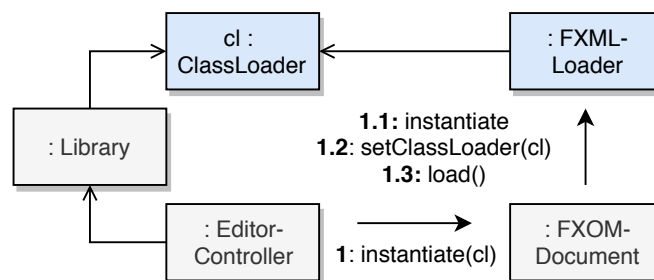 cl :
ClassLoader
: FXML-
Loader
: Library
1.1: instantiate
1.2: setClassLoader(cl)
1.3: load()
: Editor-
Controller
1: instantiate(cl)
: FXOM-
Document